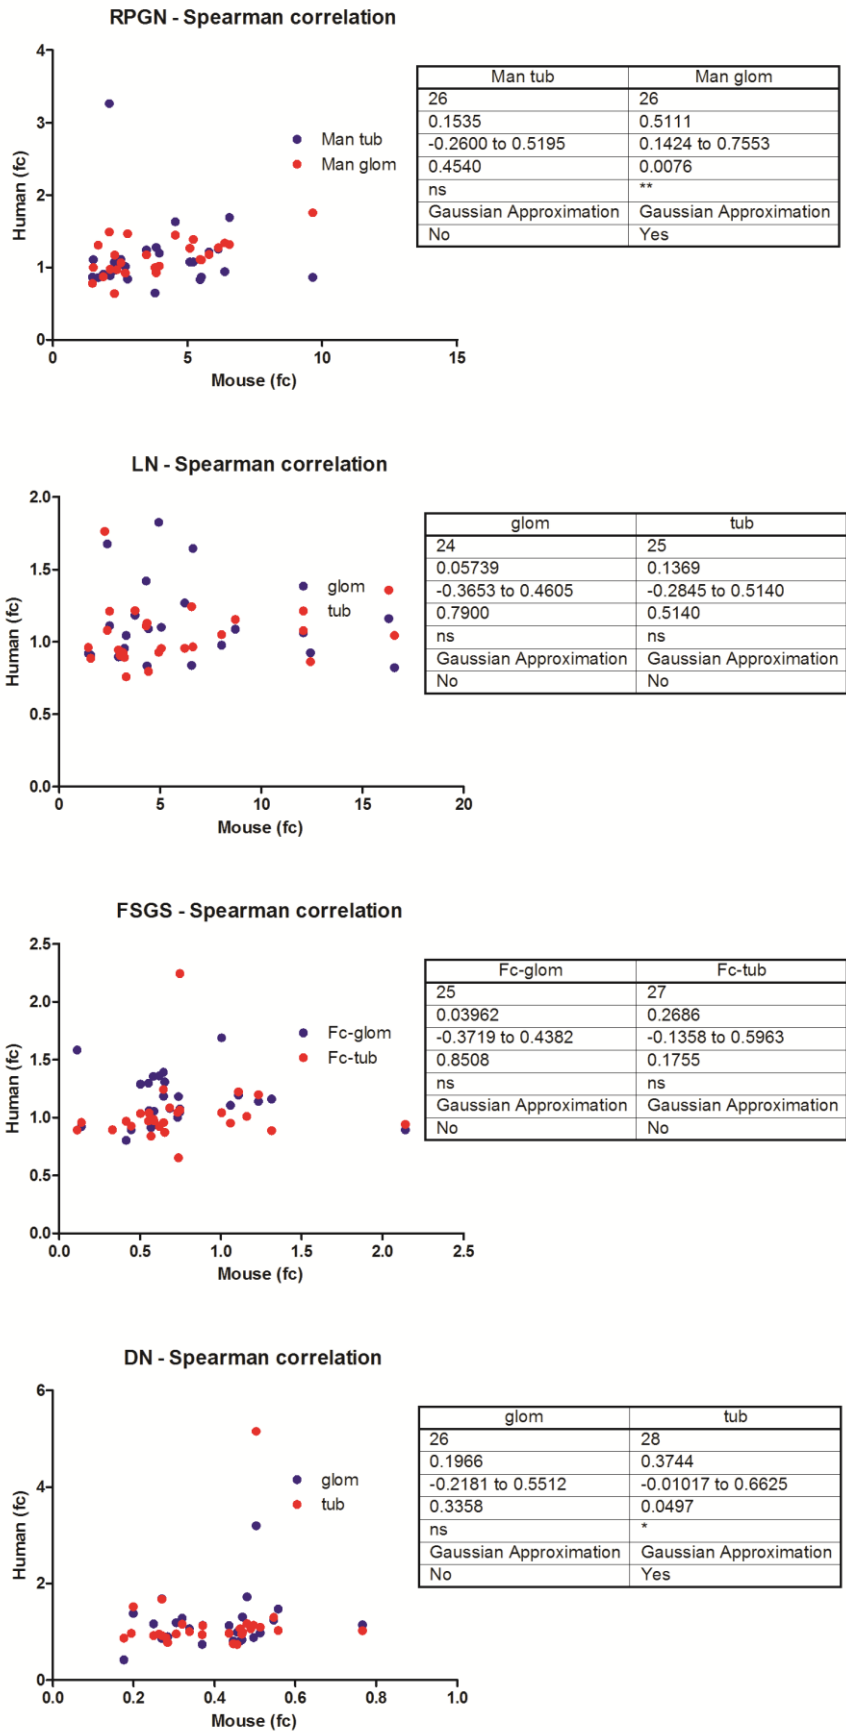 RPGN - Spearman correlation
4
3
2
1
0
0
5
10
15
Human (fc)
Mouse (fc)
Man tub
Man glom
Man tub Man glom
26 26
0.1535 0.5111
-0.2600 to 0.5195 0.1424 to 0.7553
0.4540 0.0076
ns **
Gaussian Approximation Gaussian Approximation
No Yes
LN - Spearman correlation
2.0
1.5
1.0
0.5
0.0
0
5
10
15
20
Human (fc)
Mouse (fc)
glom
tub
glom tub
24 25
0.05739 0.1369
-0.3653 to 0.4605 -0.2845 to 0.5140
0.7900 0.5140
ns ns
Gaussian Approximation Gaussian Approximation
No No
FSGS - Spearman correlation
2.5
2.0
1.5
1.0
0.5
0.0
0.0
0.5
1.0
1.5
2.0
2.5
Human (fc)
Mouse (fc)
Fc-glom
Fc-tub
Fc-glom Fc-tub
25 27
0.03962 0.2686
-0.3719 to 0.4382 -0.1358 to 0.5963
0.8508 0.1755
ns ns
Gaussian Approximation Gaussian Approximation
No No
DN - Spearman correlation
6
4
2
0
0.0
0.2
0.4
0.6
0.8
1.0
Human (fc)
Mouse (fc)
glom
tub
glom tub
26 28
0.1966 0.3744
-0.2181 to 0.5512 -0.01017 to 0.6625
0.3358 0.0497
ns *
Gaussian Approximation Gaussian Approximation
No Yes